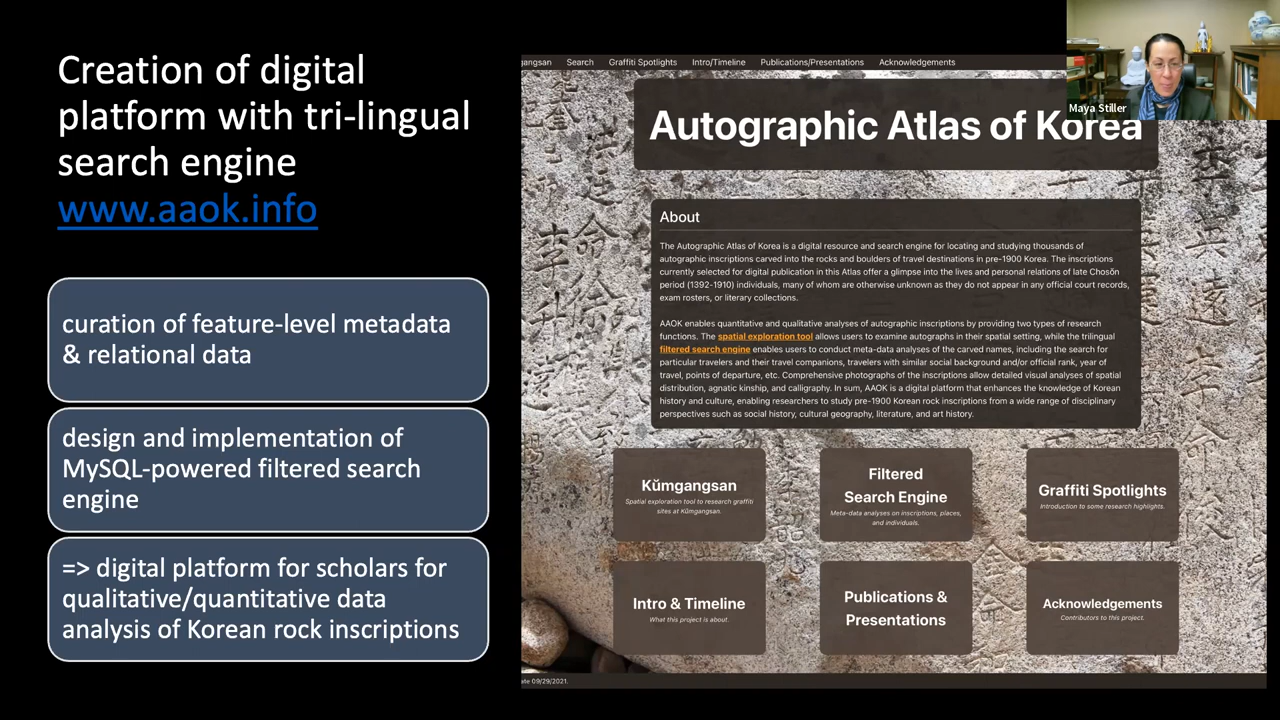 Creation of digital
platform with tri-lingual
search engine
www.aaok.info
curation of feature-level metadata
& relational data
design and implementation of
MySQL-powered filtered search
engine
=> digital platform for scholars for
qualitative/quantitative data
analysis of Korean rock inscriptions
gangsan Search Graffiti Spotlights Intro/Timeline Publications/Presentations Acknowledgements
Maya Stiller
Autographic Atlas of Korea
About
The Autographic Atlas of Korea is a digital resource and search engine for locating and studying thousands of
autographic inscriptions carved into the rocks and boulders of travel destinations in pre-1900 Korea. The inscriptions
currently selected for digital publication in this Atlas offer a glimpse into the lives and personal relations of late Chosŏn
period (1392-1910) individuals, many of whom are otherwise unknown as they do not appear in any official court records,
exam rosters, or literary collections.
AAOK enables quantitative and qualitative analyses of autographic inscriptions by providing two types of research
functions. The spatial exploration tool allows users to examine autographs in their spatial setting, while the trilingual
filtered search engine enables users to conduct meta-data analyses of the carved names, including the search for
particular travelers and their travel companions, travelers with similar social background and/or official rank, year of
travel, points of departure, etc. Comprehensive photographs of the inscriptions allow detailed visual analyses of spatial
distribution, agnatic kinship, and calligraphy. In sum, AAOK is a digital platform that enhances the knowledge of Korean
history and culture, enabling researchers to study pre-1900 Korean rock inscriptions from a wide range of disciplinary
perspectives such as social history, cultural geography, literature, and art history.
Kŭmgangsan
Spatial exploration tool to research graffiti
sites at Kŭmgangsan.
Filtered
Search Engine
Meta-data analyses on inscriptions, places,
and individuals.
Graffiti Spotlights
Introduction to some research highlights.
Intro & Timeline
What this project is about.
Publications &
Presentations
Acknowledgements
Contributors to this project.
ate 09/29/2021.